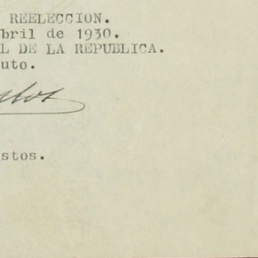 REELECCION.
bril de 1930.
L DE LA REPUBLICA.
uto.
stos.